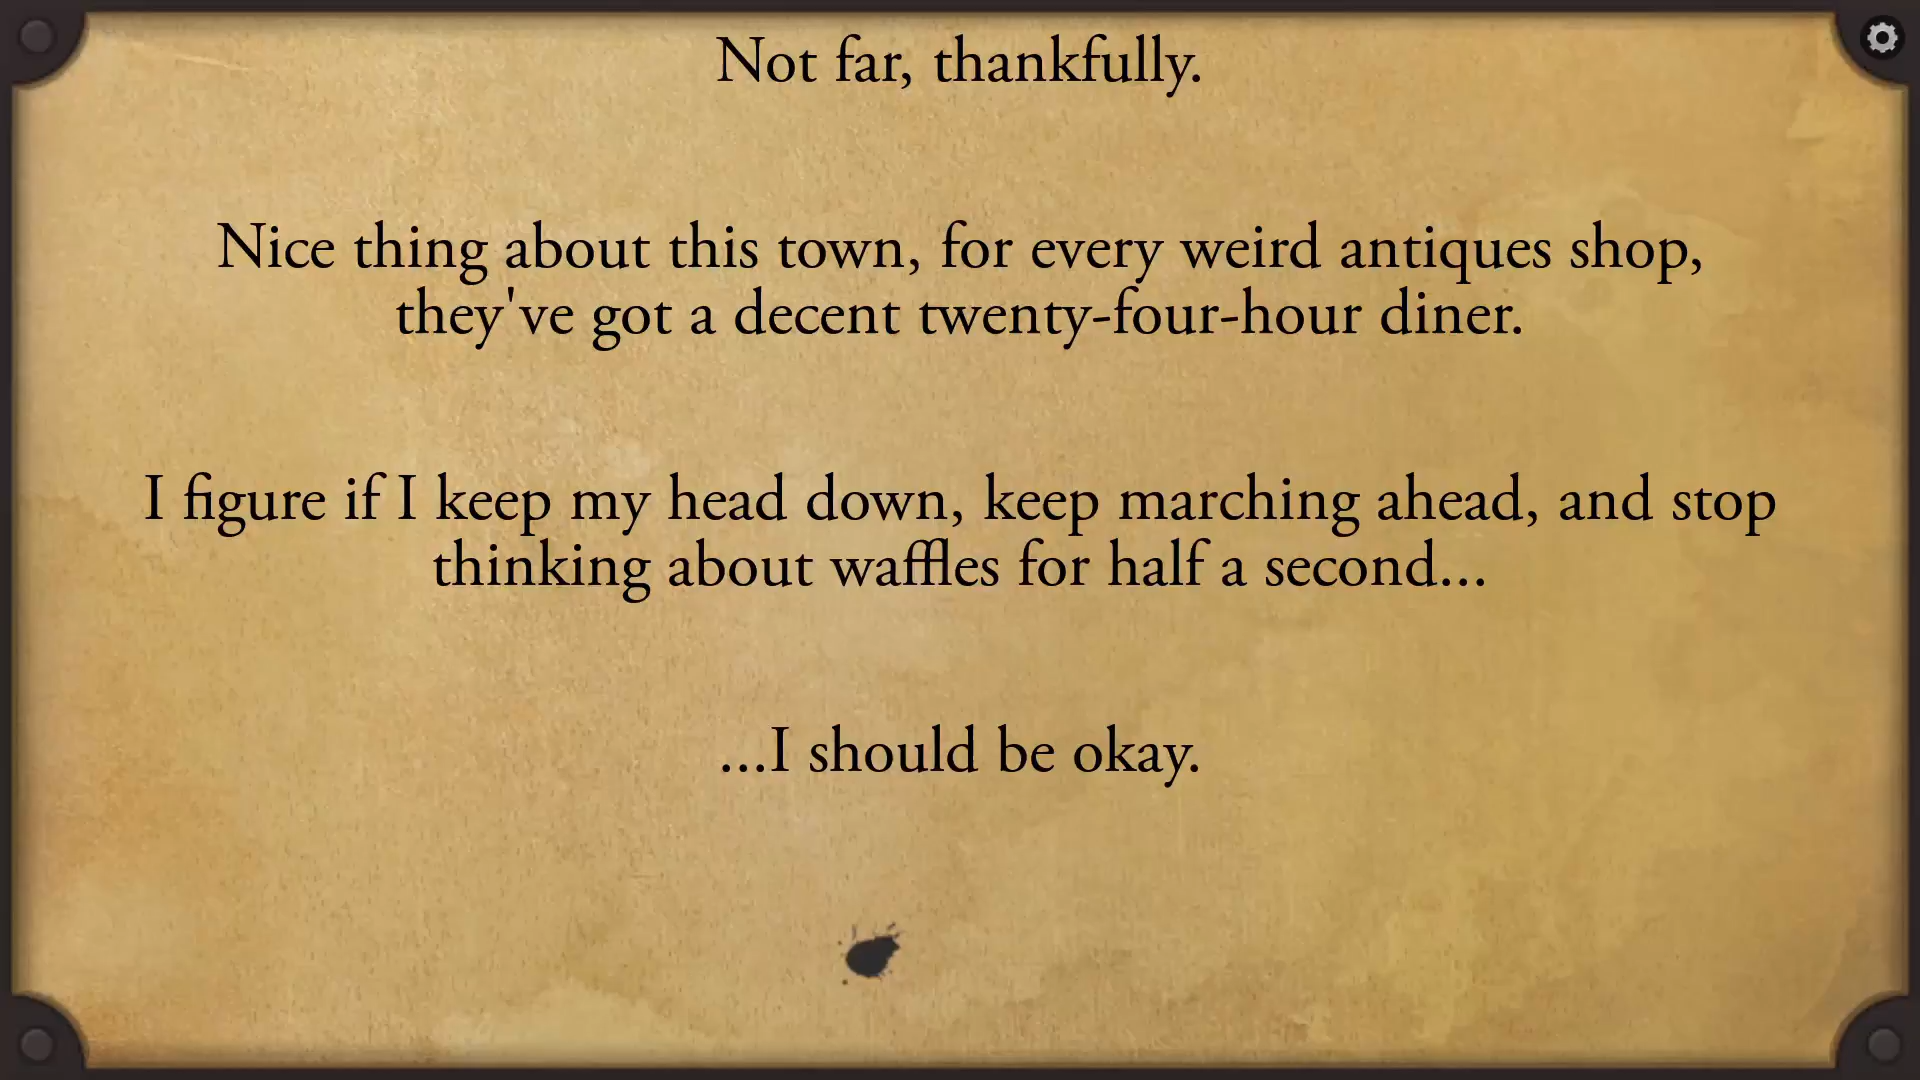 Not far, thankfully.
Nice thing about this town, for every weird antiques shop,
they've got a decent twenty-four-hour diner.
I figure if I keep my head down, keep marching ahead, and stop
thinking about waffles for half a second...
...I should be okay.